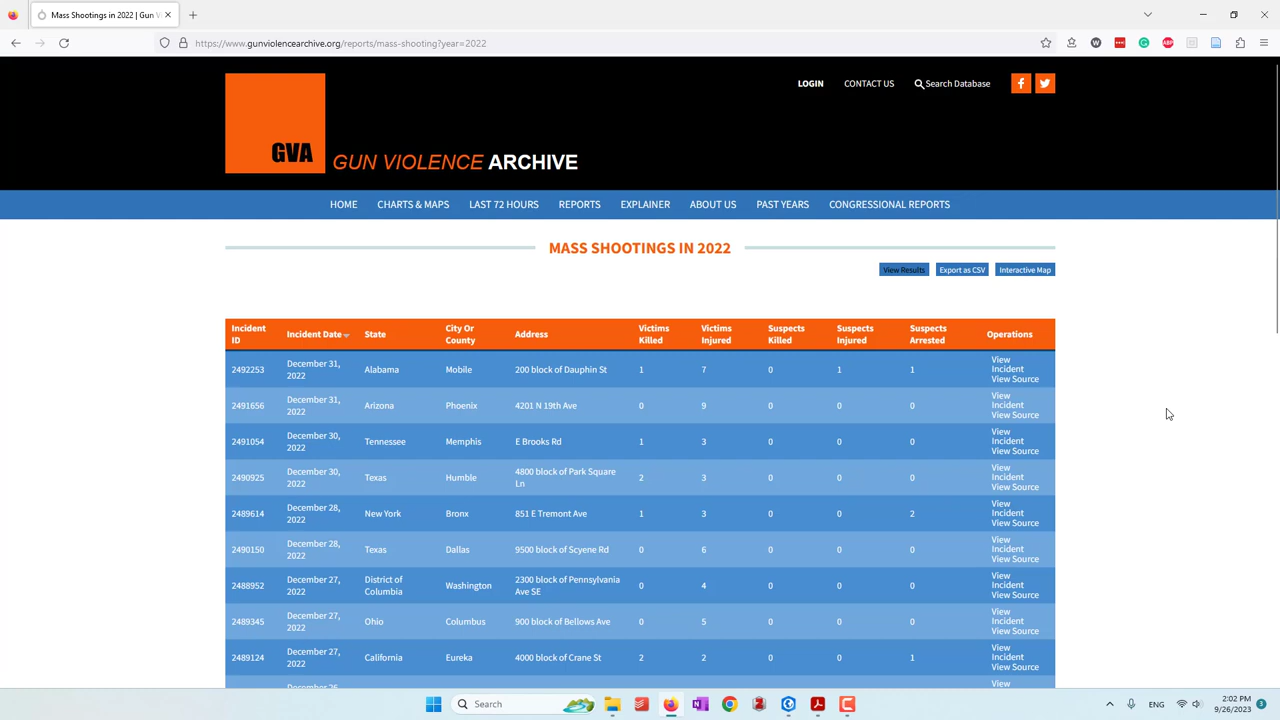 Mass Shootings in 2022 | Gun V
https://www.gunviolencearchive.org/reports/mass-shooting?year=2022
LOGIN CONTACT US Search Database
GVA
GUN VIOLENCE ARCHIVE
HOME CHARTS & MAPS LAST 72 HOURS REPORTS EXPLAINER ABOUT US PAST YEARS CONGRESSIONAL REPORTS
MASS SHOOTINGS IN 2022
View Results Export as CSV Interactive Map
Incident ID Incident Date State City Or County Address Victims Killed Victims Injured Suspects Killed Suspects Injured Suspects Arrested Operations
2492253 December 31, 2022 Alabama Mobile 200 block of Dauphin St 1 7 0 1 1 View Incident View Source
2491656 December 31, 2022 Arizona Phoenix 4201 N 19th Ave 0 9 0 0 0 View Incident View Source
2491054 December 30, 2022 Tennessee Memphis E Brooks Rd 1 3 0 0 0 View Incident View Source
2490925 December 30, 2022 Texas Humble 4800 block of Park Square Ln 2 3 0 0 0 View Incident View Source
2489614 December 28, 2022 New York Bronx 851 E Tremont Ave 1 3 0 0 2 View Incident View Source
2490150 December 28, 2022 Texas Dallas 9500 block of Scyene Rd 0 6 0 0 0 View Incident View Source
2488952 December 27, 2022 District of Columbia Washington 2300 block of Pennsylvania Ave SE 0 4 0 0 0 View Incident View Source
2489345 December 27, 2022 Ohio Columbus 900 block of Bellows Ave 0 5 0 0 0 View Incident View Source
2489124 December 27, 2022 California Eureka 4000 block of Crane St 2 2 0 0 1 View Incident View Source
View
Search
ENG
2:02 PM
9/26/2023